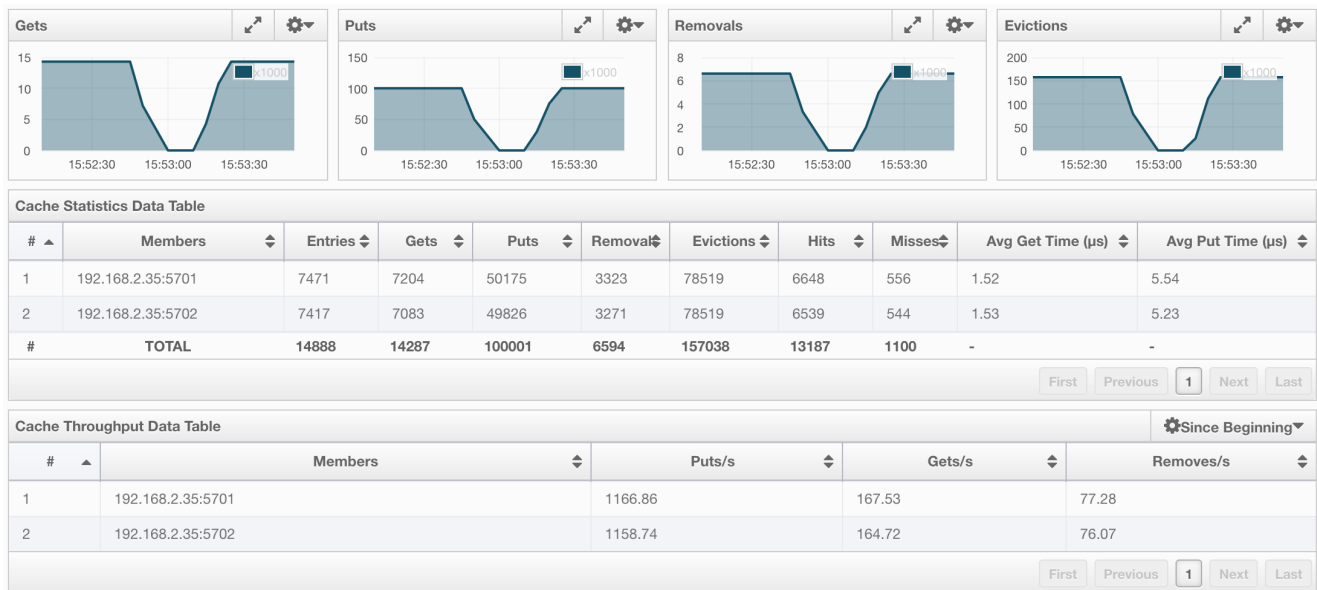 Gets Puts Removals Evictions
15 10 5 0 x1000 15:52:30 15:53:00 15:53:30
150 100 50 0 x1000 15:52:30 15:53:00 15:53:30
8 6 4 2 0 x1000 15:52:30 15:53:00 15:53:30
200 150 100 50 0 x1000 15:52:30 15:53:00 15:53:30
Cache Statistics Data Table
# Members Entries Gets Puts Removals Evictions Hits Misses Avg Get Time (μs) Avg Put Time (μs)
1 192.168.2.35:5701 7471 7204 50175 3323 78519 6648 556 1.52 5.54
2 192.168.2.35:5702 7417 7083 49826 3271 78519 6539 544 1.53 5.23
# TOTAL 14888 14287 100001 6594 157038 13187 1100 - -
First Previous 1 Next Last
Cache Throughput Data Table Since Beginning
# Members Puts/s Gets/s Removes/s
1 192.168.2.35:5701 1166.86 167.53 77.28
2 192.168.2.35:5702 1158.74 164.72 76.07
First Previous 1 Next Last